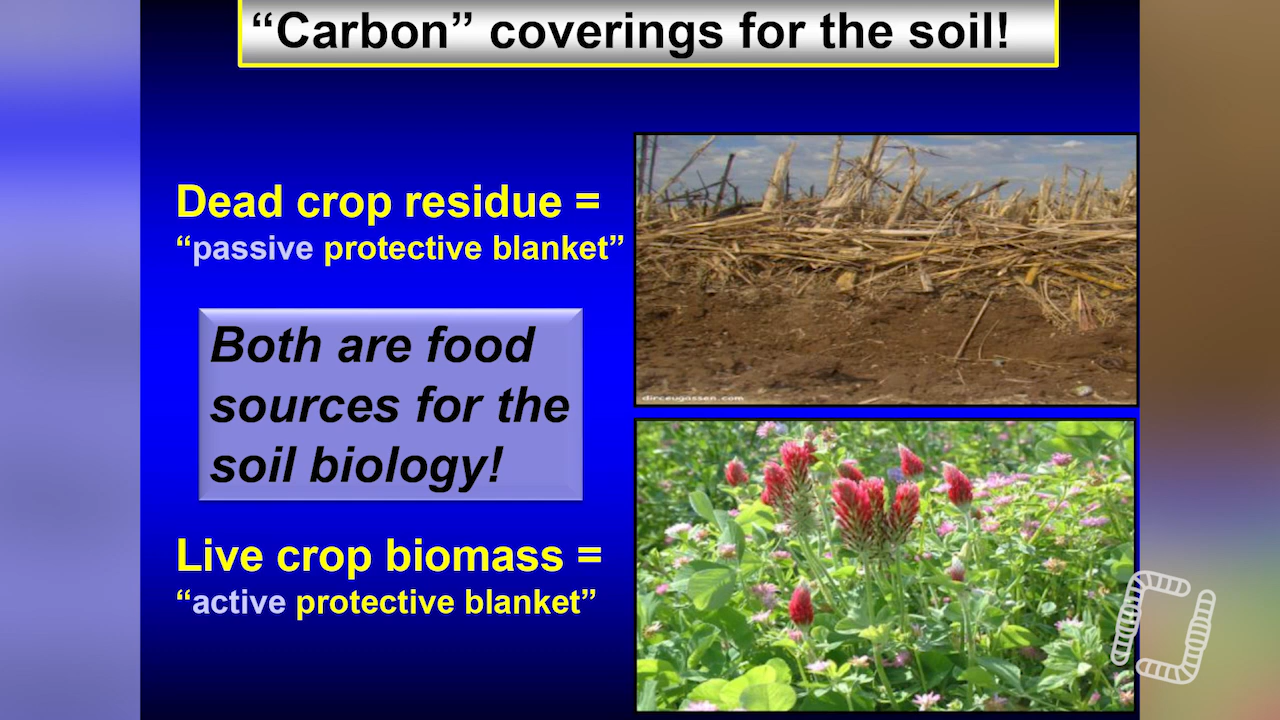 “Carbon” coverings for the soil!
Dead crop residue =
“passive protective blanket”
Both are food
sources for the
soil biology!
Live crop biomass =
“active protective blanket”
dirceugassen.com